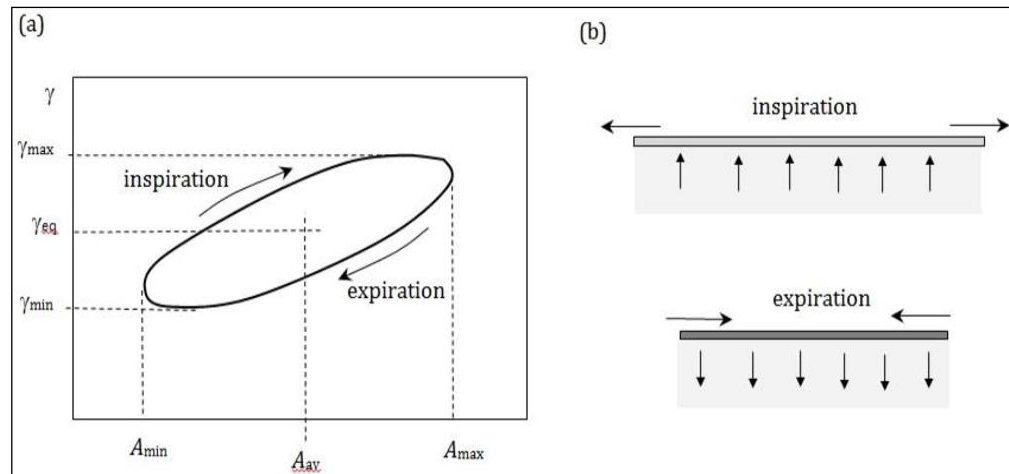 (a)
γ
γmax
inspiration
γeq
γmin
expiration
Amin
Aav
Amax
(b)
inspiration
expiration